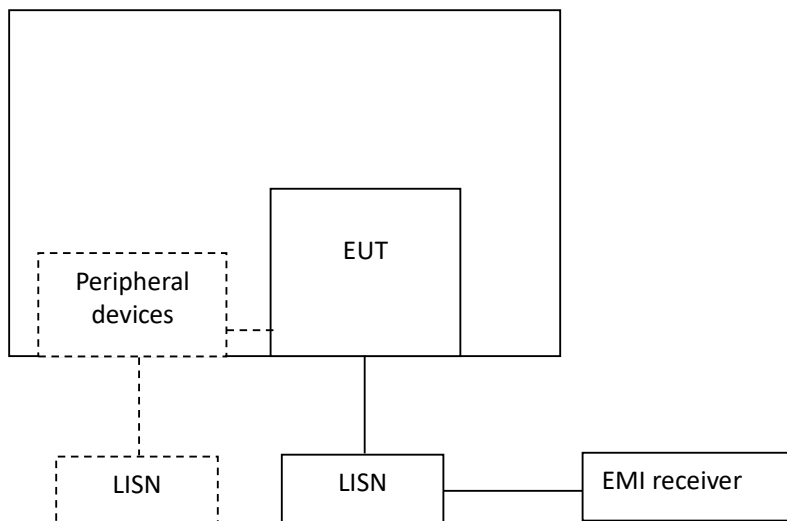 EUT
Peripheral
devices
LISN
LISN
EMI receiver